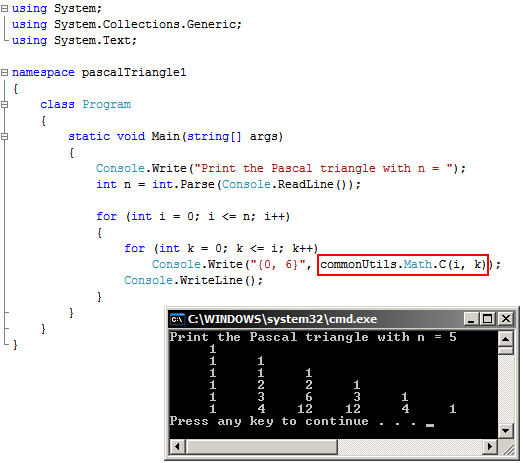 using System;
using System.Collections.Generic;
using System.Text;
namespace pascalTriangle1
{
class Program
{
static void Main(string[] args)
{
Console.Write("Print the Pascal triangle with n = ");
int n = int.Parse(Console.ReadLine());
for (int i = 0; i <= n; i++)
{
for (int k = 0; k <= i; k++)
Console.Write("{0, 6}", commonUtils.Math.C(i, k));
Console.WriteLine();
}
}
}
}
C:\WINDOWS\system32\cmd.exe
Print the Pascal triangle with n = 5
1
1 1
1 1 1
1 2 2 1
1 3 6 3 1
1 4 12 12 4 1
Press any key to continue . . . _